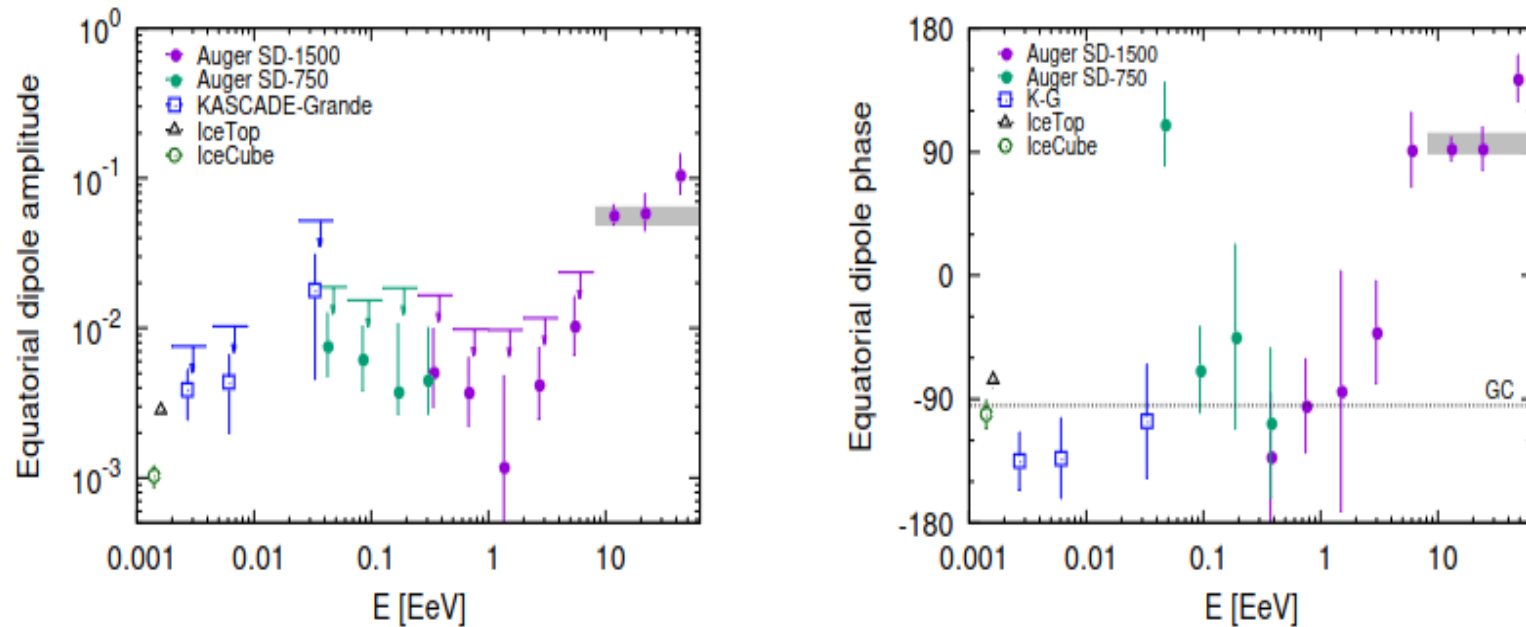 Equatorial dipole amplitude
10^0
10^-1
10^-2
10^-3
Auger SD-1500
Auger SD-750
KASCADE-Grande
IceTop
IceCube
0.001
0.01
0.1
1
10
E [EeV]
Equatorial dipole phase
180
90
0
-90
-180
Auger SD-1500
Auger SD-750
K-G
IceTop
IceCube
GC
0.001
0.01
0.1
1
10
E [EeV]